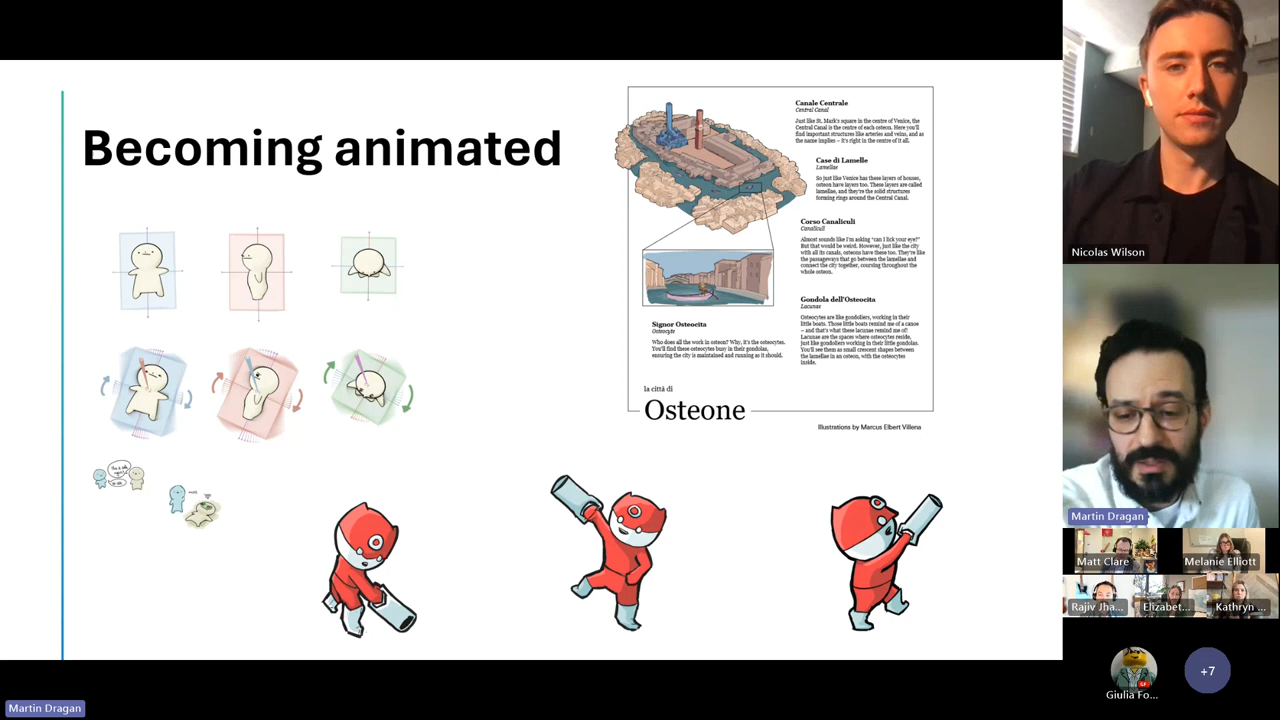 Becoming animated
Canale Centrale
Central Canal
Just like St. Mark's square in the centre of Venice, the
Central Canal is the centre of each osteon. Here you'll
find important structures like arteries and veins, and as
the name implies – it's right in the centre of it all.
Case di Lamelle
Lamellae
So just like Venice has these layers of houses,
osteon have layers too. These layers are called
lamellae, and they're the solid structures
forming rings around the Central Canal.
Corso Canaliculi
Canaliculi
Almost sounds like I'm asking "can I lick your eye?"
But that would be weird. However, just like the city
with all its canals, osteons have these too. They're like
the passageways that go between the lamellae and
connect the city together, coursing throughout the
whole osteon.
Gondola dell'Osteocita
Lacunae
Osteocytes are like gondoliers, working in their
little boats. Those little boats remind me of a canoe
– and that's what these lacunae remind me of!
Lacunae are the spaces where osteocytes reside,
just like gondoliers working in their little gondolas.
You'll see them as small crescent shapes between
the lamellae in an osteon, with the osteocytes
inside.
Signor Osteocita
Osteocyte
Who does all the work in osteon? Why, it's the osteocytes.
You'll find these osteocytes busy in their gondolas,
ensuring the city is maintained and running as it should.
la città di
Osteone
Illustrations by Marcus Elbert Villena
Nicolas Wilson
Martin Dragan
Matt Clare
Melanie Elliott
Rajiv Jha...
Elizabet...
Kathryn ...
Giulia Fo...
+7
Martin Dragan